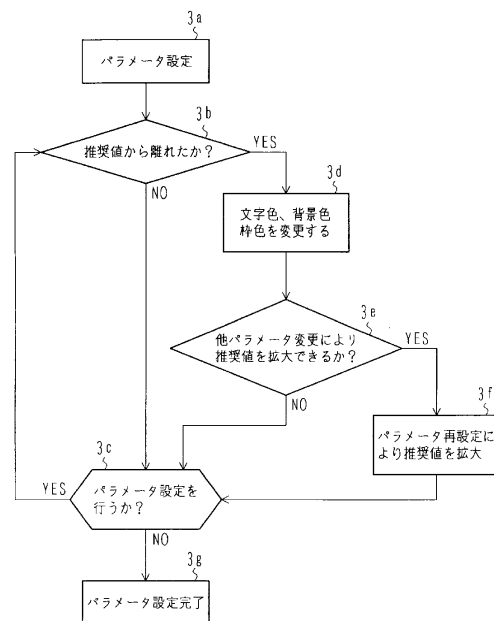 3a
パラメータ設定
3b
推奨値から離れたか?
YES
NO
3d
文字色、背景色
枠色を変更する
3e
他パラメータ変更により
推奨値を拡大できるか?
YES
NO
3f
パラメータ再設定に
より推奨値を拡大
3c
パラメータ設定を
行うか?
YES
NO
3g
パラメータ設定完了